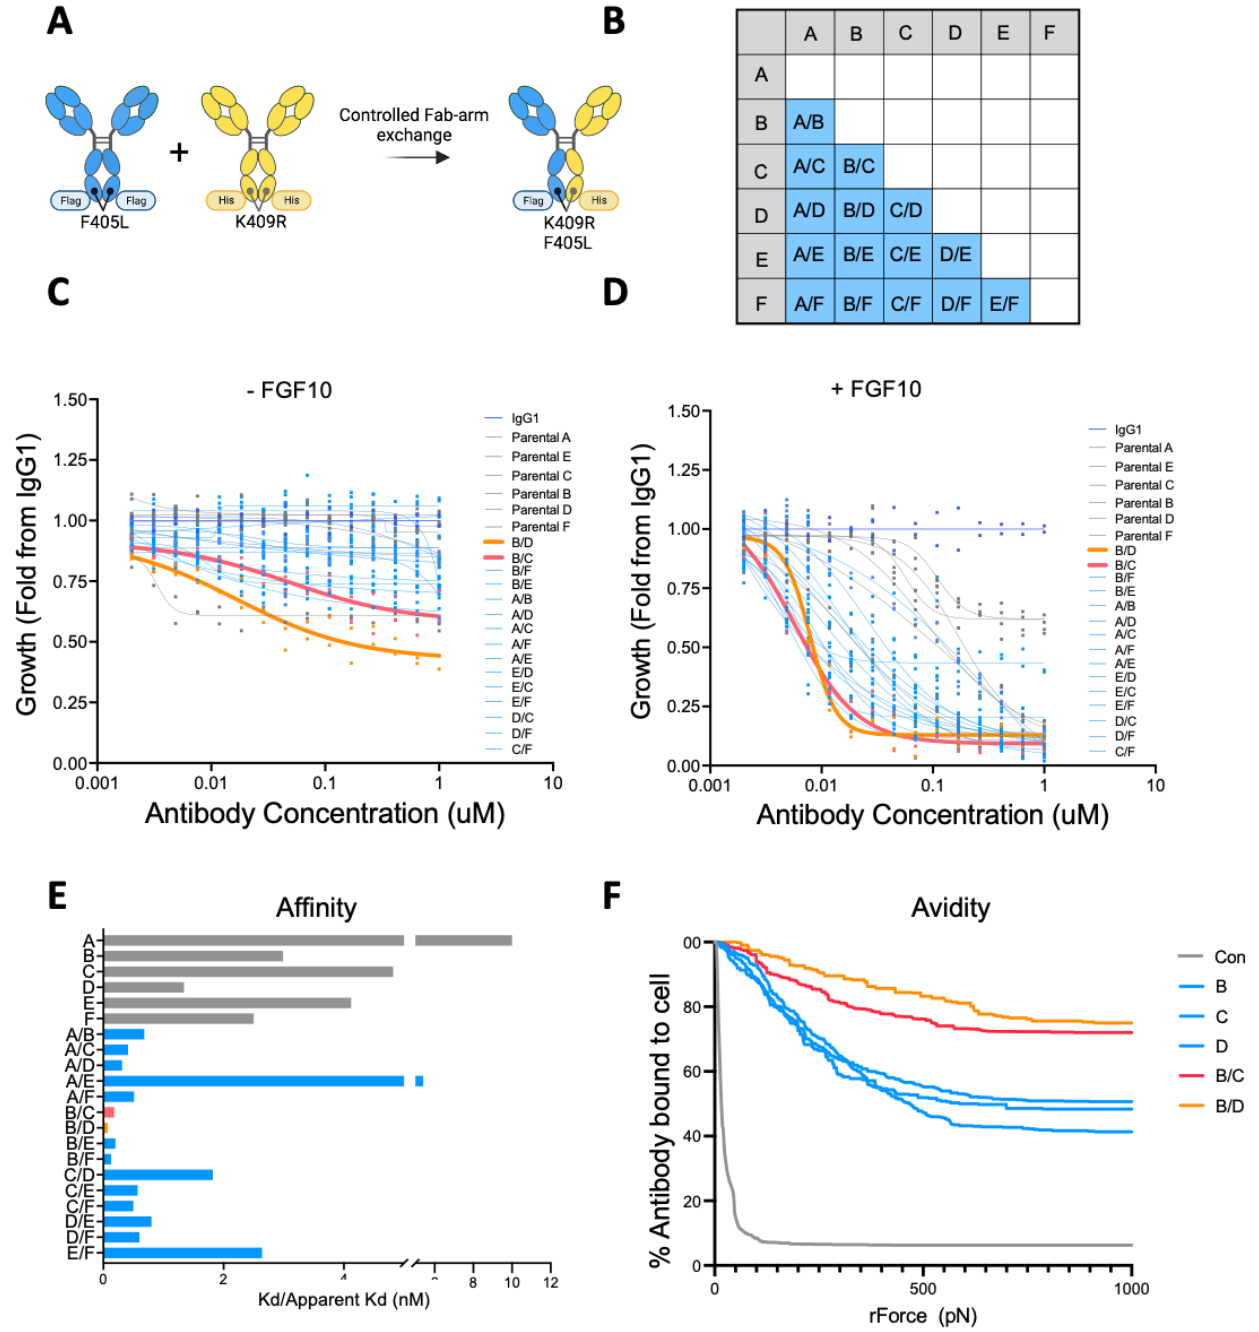 A
Flag
Flag
F405L
+
His
His
K409R
Controlled Fab-arm
exchange
Flag
His
K409R
F405L
B
A B C D E F
A
B A/B
C A/C B/C
D A/D B/D C/D
E A/E B/E C/E D/E
F A/F B/F C/F D/F E/F
C
- FGF10
Growth (Fold from IgG1)
1.50
1.25
1.00
0.75
0.50
0.25
0.00
0.001 0.01 0.1 1 10
Antibody Concentration (uM)
IgG1
Parental A
Parental E
Parental C
Parental B
Parental D
Parental F
B/D
B/C
B/F
B/E
A/B
A/D
A/C
A/F
A/E
E/D
E/C
E/F
D/C
D/F
C/F
D
+ FGF10
Growth (Fold from IgG1)
1.50
1.25
1.00
0.75
0.50
0.25
0.00
0.001 0.01 0.1 1 10
Antibody Concentration (uM)
IgG1
Parental A
Parental E
Parental C
Parental B
Parental D
Parental F
B/D
B/C
B/F
B/E
A/B
A/D
A/C
A/F
A/E
E/D
E/C
E/F
D/C
D/F
C/F
E
Affinity
A
B
C
D
E
F
A/B
A/C
A/D
A/E
A/F
B/C
B/D
B/E
B/F
C/D
C/E
C/F
D/E
D/F
E/F
0 2 4 6 8 10 12
Kd/Apparent Kd (nM)
F
Avidity
% Antibody bound to cell
00
80
60
40
20
0
0 500 1000
rForce (pN)
Con
B
C
D
B/C
B/D